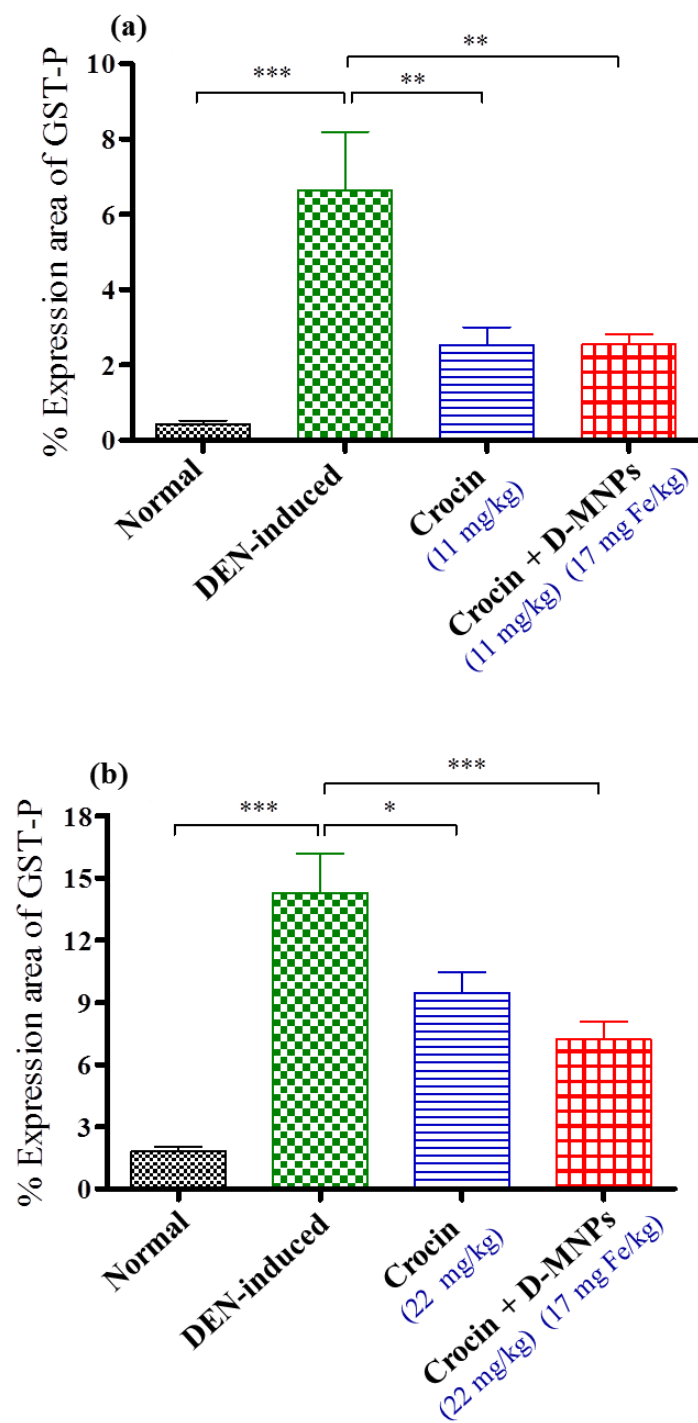 (a)
% Expression area of GST-P
10
8
6
4
2
0
***
**
**
Normal
DEN-induced
Crocin
(11 mg/kg)
Crocin + D-MNPs
(11 mg/kg) (17 mg Fe/kg)
(b)
% Expression area of GST-P
18
15
12
9
6
3
0
***
*
***
Normal
DEN-induced
Crocin
(22 mg/kg)
Crocin + D-MNPs
(22 mg/kg) (17 mg Fe/kg)